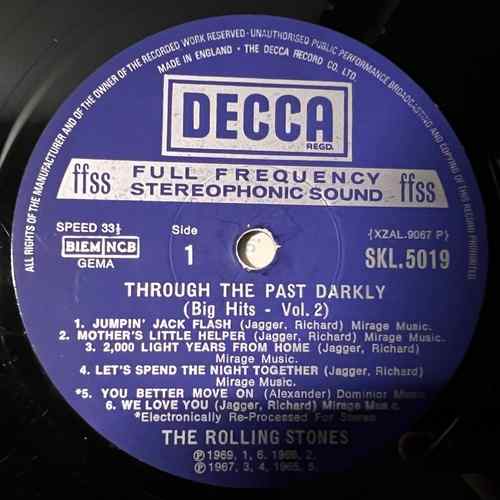 ALL RIGHTS OF THE MANUFACTURER AND OF THE OWNER OF THE RECORDED WORK RESERVED · UNAUTHORISED PUBLIC PERFORMANCE BROADCASTING AND COPYING OF THIS RECORD PROHIBITED
MADE IN ENGLAND · THE DECCA RECORD CO. LTD.
DECCA
REGD.
ffss FULL FREQUENCY STEREOPHONIC SOUND ffss
SPEED 33⅓
BIEM NCB
GEMA
Side
1
(XZAL.9067 P)
SKL.5019
THROUGH THE PAST DARKLY
(Big Hits - Vol. 2)
1. JUMPIN' JACK FLASH (Jagger, Richard) Mirage Music.
2. MOTHER'S LITTLE HELPER (Jagger, Richard) Mirage Music.
3. 2,000 LIGHT YEARS FROM HOME (Jagger, Richard)
Mirage Music.
4. LET'S SPEND THE NIGHT TOGETHER (Jagger, Richard)
Mirage Music.
*5. YOU BETTER MOVE ON (Alexander) Dominion Music.
6. WE LOVE YOU (Jagger, Richard) Mirage Music.
*Electronically Re-Processed For Stereo
THE ROLLING STONES
℗1969, 1, 6. 1968, 2.
℗1967, 3, 4, 1965, 5.